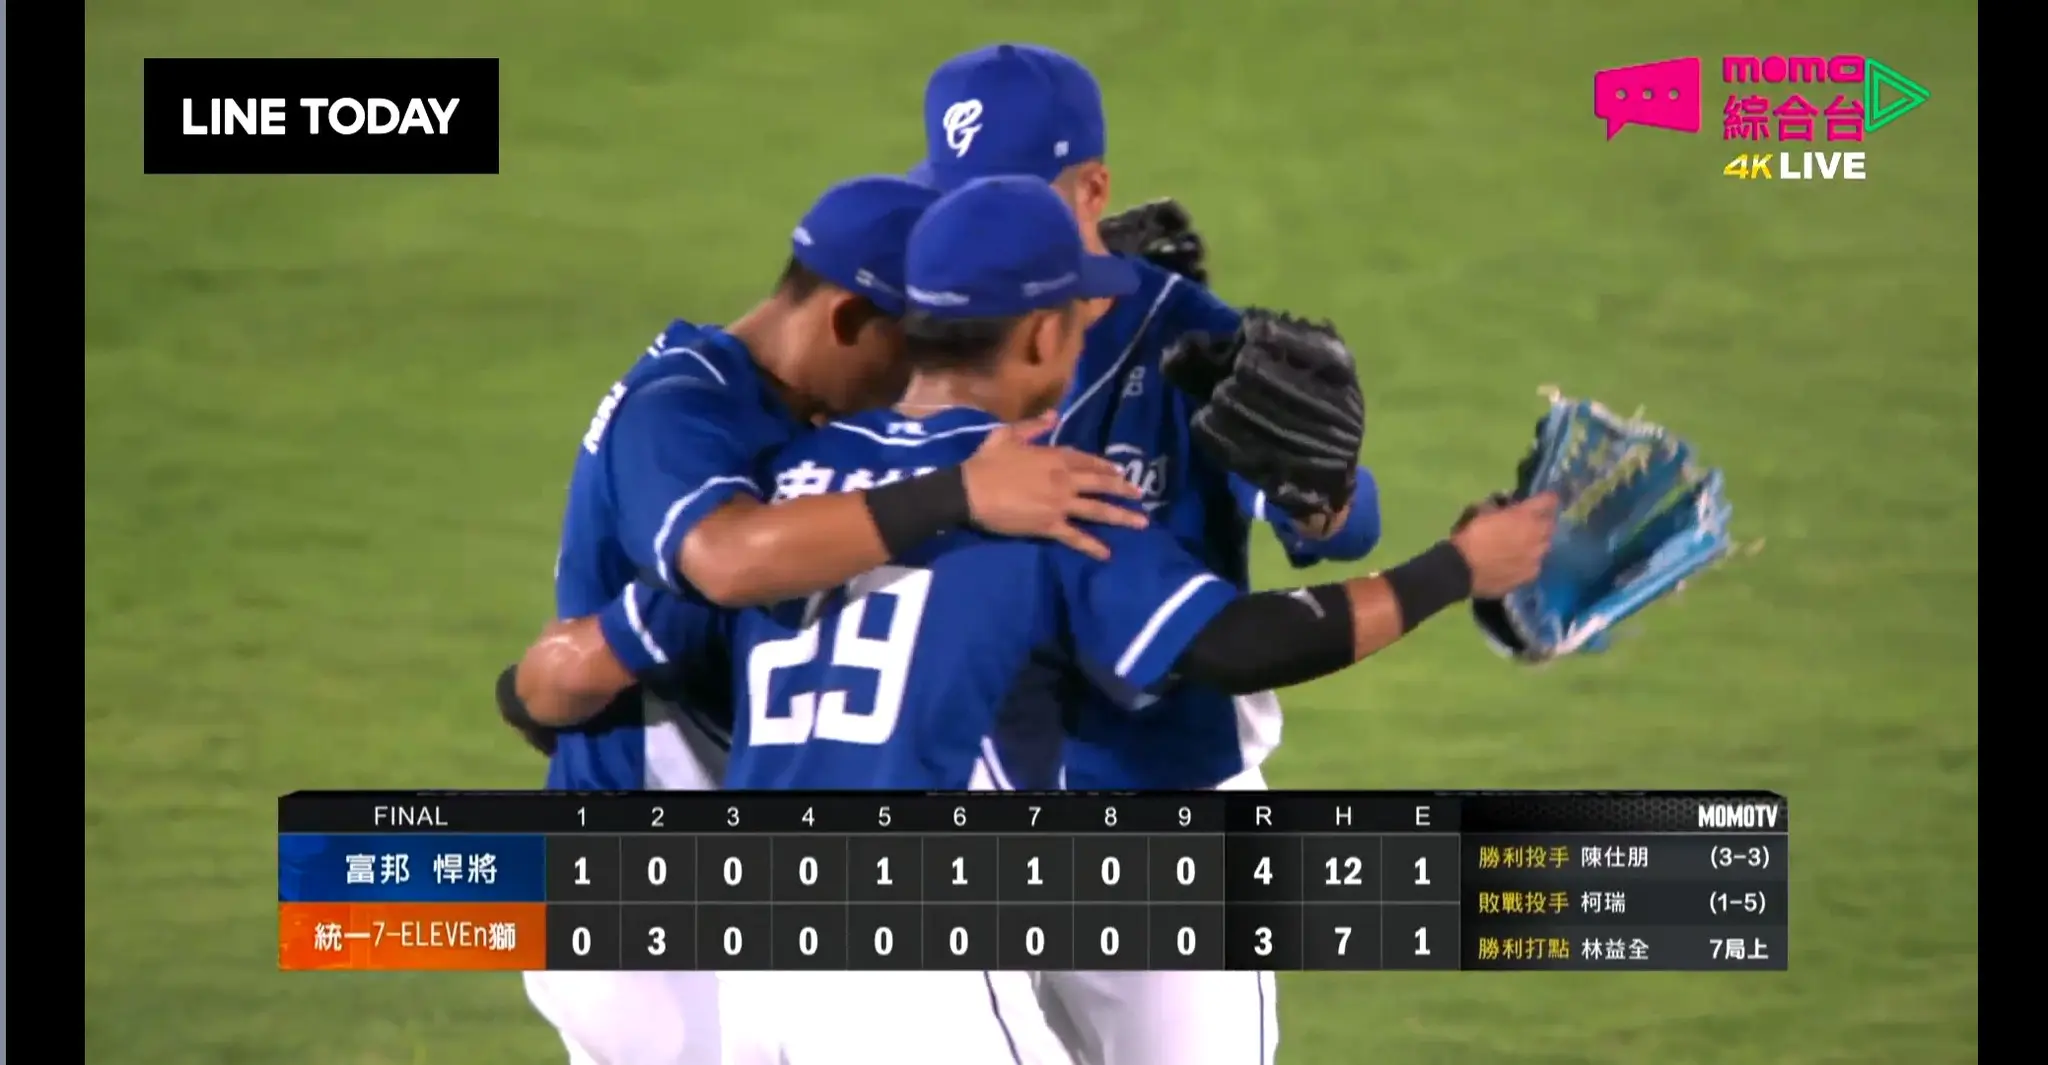 LINE TODAY
momo
綜合台
4K LIVE
G
29
FINAL 1 2 3 4 5 6 7 8 9 R H E MOMOTV
富邦 悍將 1 0 0 0 1 1 1 0 0 4 12 1
統一7-ELEVEn獅 0 3 0 0 0 0 0 0 0 3 7 1
勝利投手 陳仕朋 (3-3)
敗戰投手 柯瑞 (1-5)
勝利打點 林益全 7局上